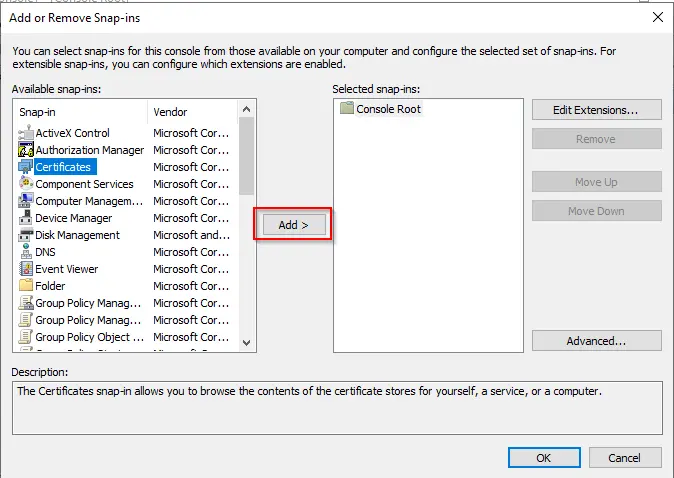 Add or Remove Snap-ins
You can select snap-ins for this console from those available on your computer and configure the selected set of snap-ins. For
extensible snap-ins, you can configure which extensions are enabled.
Available snap-ins:
Selected snap-ins:
Snap-in Vendor
ActiveX Control Microsoft Cor...
Authorization Manager Microsoft Cor...
Certificates Microsoft Cor...
Component Services Microsoft Cor...
Computer Managem... Microsoft Cor...
Device Manager Microsoft Cor...
Disk Management Microsoft and...
DNS Microsoft Cor...
Event Viewer Microsoft Cor...
Folder Microsoft Cor...
Group Policy Manag... Microsoft Cor...
Group Policy Manag... Microsoft Cor...
Group Policy Object ... Microsoft Cor...
Add >
Console Root
Edit Extensions...
Remove
Move Up
Move Down
Advanced...
Description:
The Certificates snap-in allows you to browse the contents of the certificate stores for yourself, a service, or a computer.
OK
Cancel